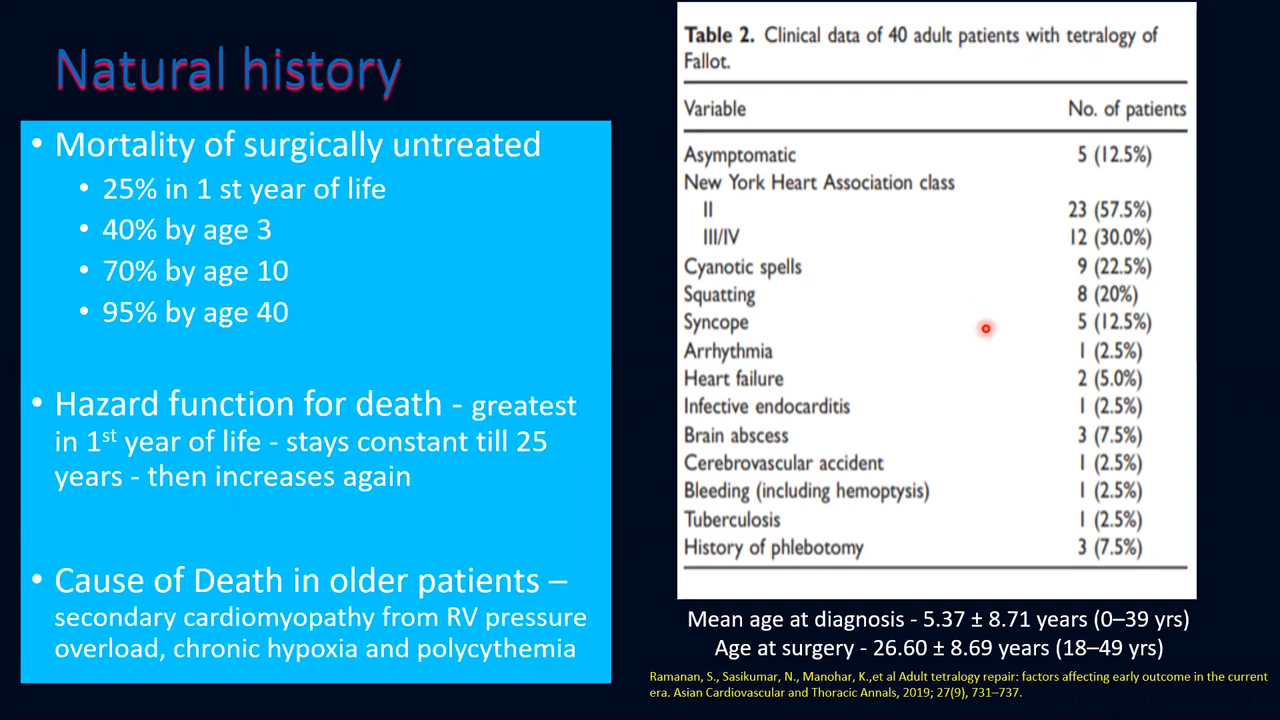 Natural history
• Mortality of surgically untreated
• 25% in 1 st year of life
• 40% by age 3
• 70% by age 10
• 95% by age 40
• Hazard function for death - greatest
in 1st year of life - stays constant till 25
years - then increases again
• Cause of Death in older patients –
secondary cardiomyopathy from RV pressure
overload, chronic hypoxia and polycythemia
Table 2. Clinical data of 40 adult patients with tetralogy of
Fallot.
Variable No. of patients
Asymptomatic 5 (12.5%)
New York Heart Association class
II 23 (57.5%)
III/IV 12 (30.0%)
Cyanotic spells 9 (22.5%)
Squatting 8 (20%)
Syncope 5 (12.5%)
Arrhythmia 1 (2.5%)
Heart failure 2 (5.0%)
Infective endocarditis 1 (2.5%)
Brain abscess 3 (7.5%)
Cerebrovascular accident 1 (2.5%)
Bleeding (including hemoptysis) 1 (2.5%)
Tuberculosis 1 (2.5%)
History of phlebotomy 3 (7.5%)
Mean age at diagnosis - 5.37 ± 8.71 years (0–39 yrs)
Age at surgery - 26.60 ± 8.69 years (18–49 yrs)
Ramanan, S., Sasikumar, N., Manohar, K.,et al Adult tetralogy repair: factors affecting early outcome in the current
era. Asian Cardiovascular and Thoracic Annals, 2019; 27(9), 731–737.